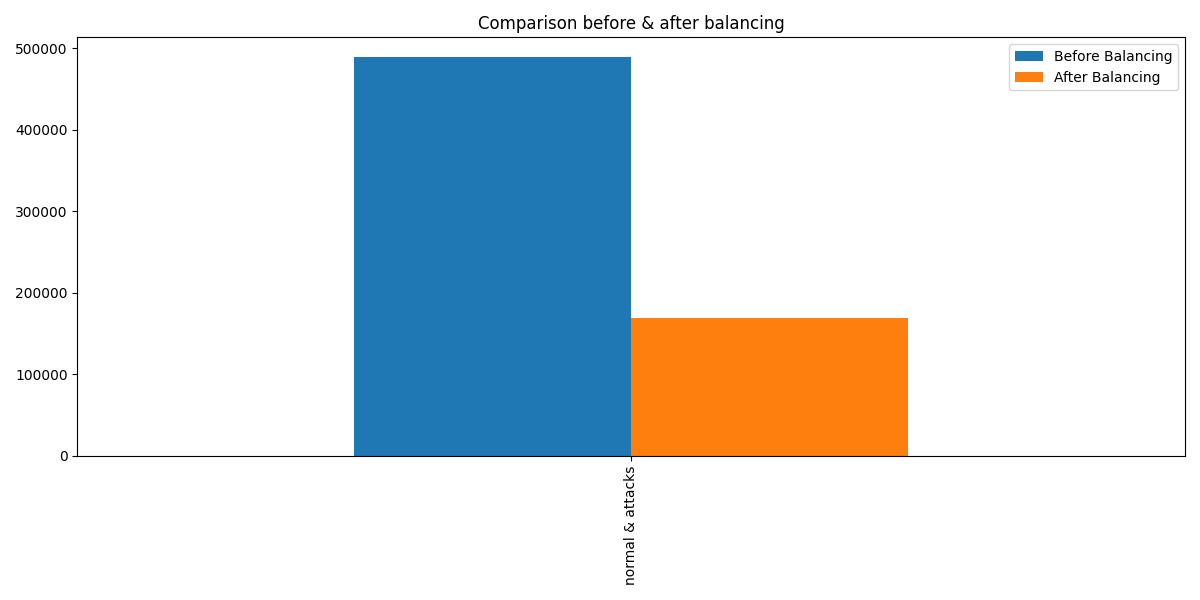 Comparison before & after balancing
Before Balancing
After Balancing
500000
400000
300000
200000
100000
0
normal & attacks